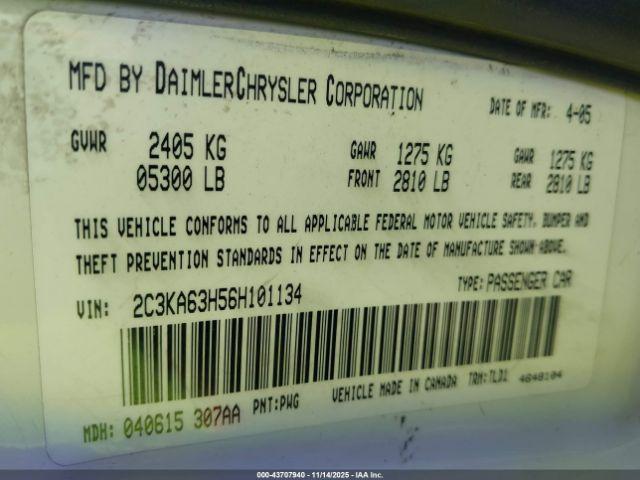 MFD BY DAIMLERCHRYSLER CORPORATION DATE OF MFR: 4-05
GVWR 2405 KG GAWR 1275 KG GAWR 1275 KG
05300 LB FRONT 2810 LB REAR 2810 LB
THIS VEHICLE CONFORMS TO ALL APPLICABLE FEDERAL MOTOR VEHICLE SAFETY, BUMPER AND
THEFT PREVENTION STANDARDS IN EFFECT ON THE DATE OF MANUFACTURE SHOWN ABOVE.
VIN: 2C3KA63H56H101134 TYPE: PASSENGER CAR
MDH: 040615 307AA PNT: PWG VEHICLE MADE IN CANADA TRM: TLD1 4648104
© - 43707940 - 11/14/2025 - IAA Inc.